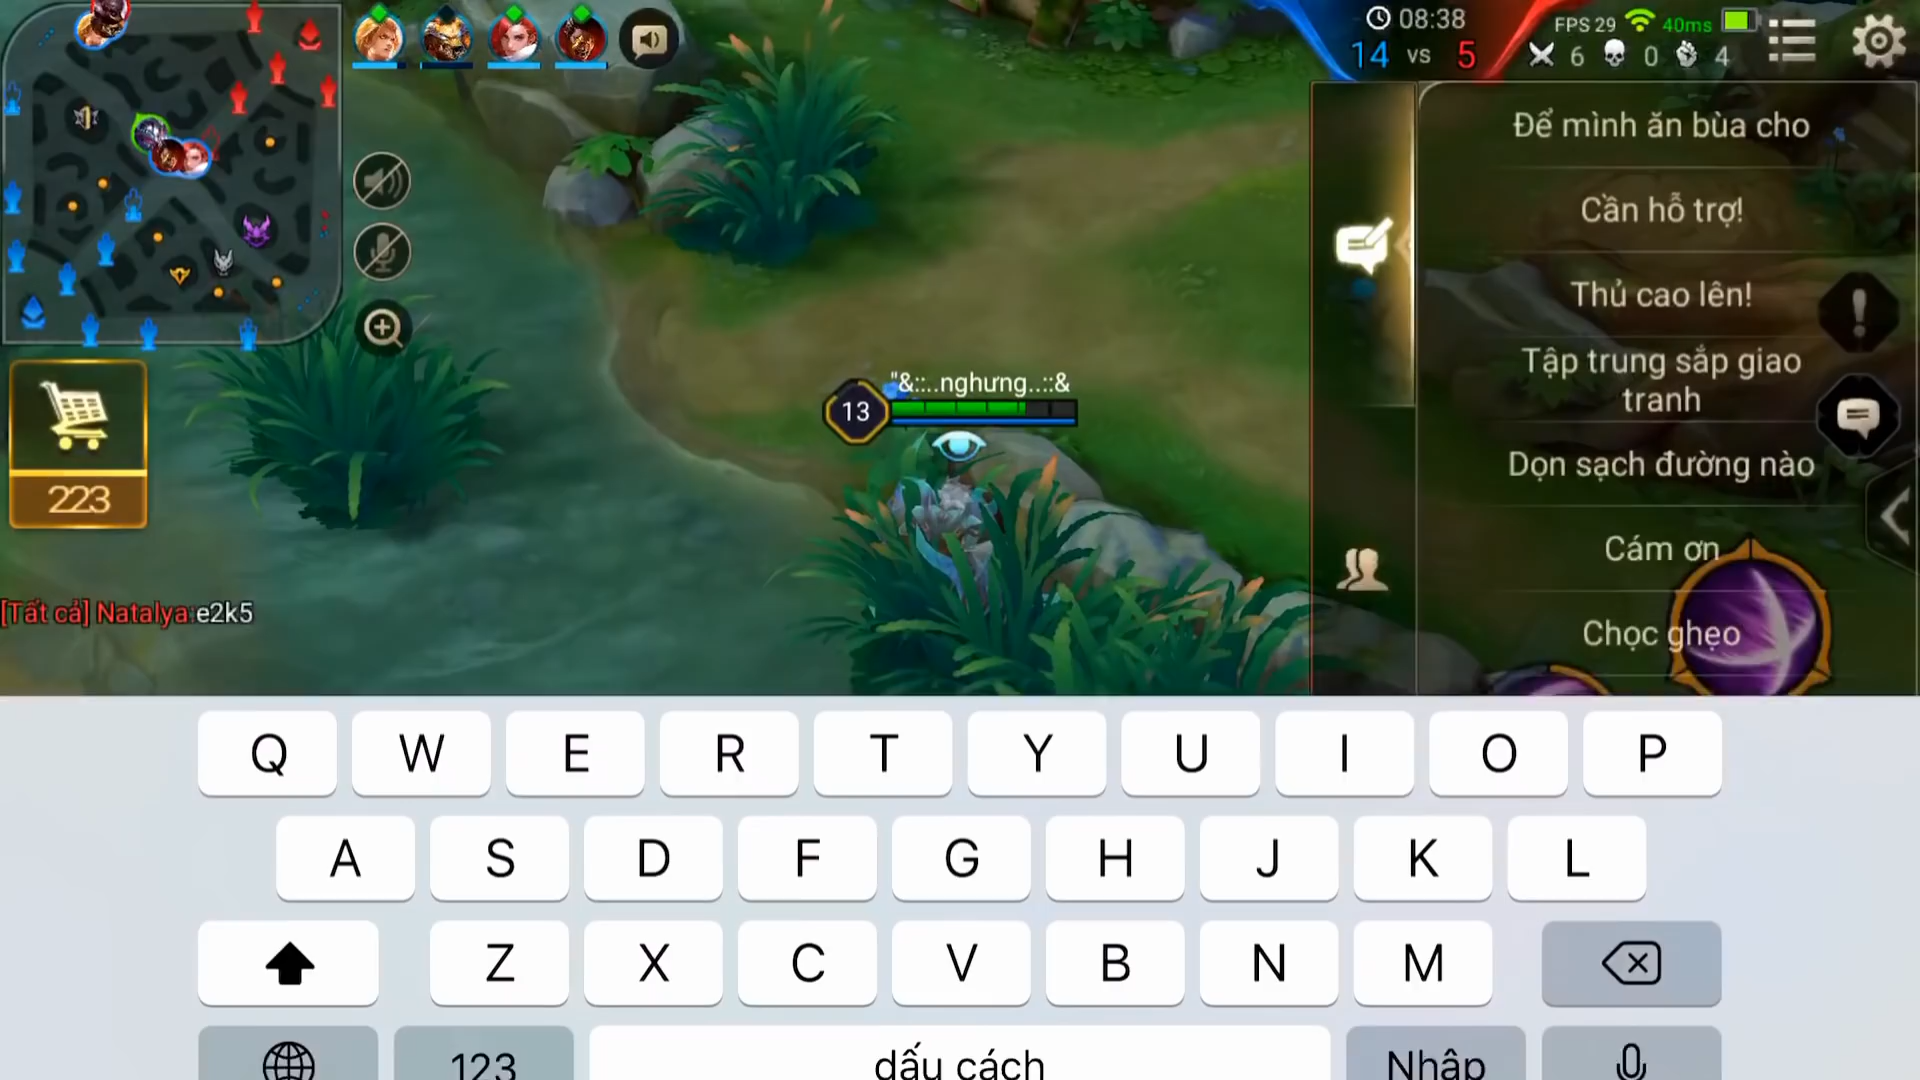 08:38
14 vs 5
FPS 29
40ms
6 0 4
Để mình ăn bùa cho
Cần hỗ trợ!
Thủ cao lên!
Tập trung sắp giao
tranh
Dọn sạch đường nào
Cám ơn
Chọc ghẹo
"&::..nghưng..::&
13
223
[Tất cả] Natalya:e2k5
Q W E R T Y U I O P
A S D F G H J K L
Z X C V B N M
123 dấu cách Nhập